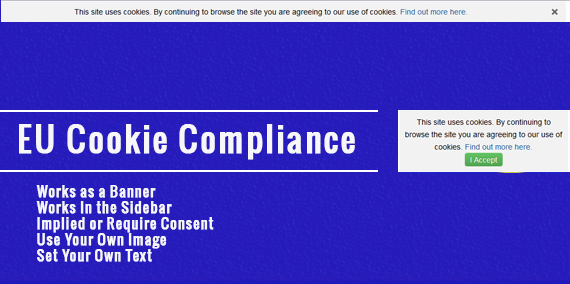 This site uses cookies. By continuing to browse the site you are agreeing to our use of cookies. Find out more here.
EU Cookie Compliance
This site uses cookies. By continuing to
browse the site you are agreeing to our use of
cookies. Find out more here.
I Accept
Works as a Banner
Works In the Sidebar
Implied or Require Consent
Use Your Own Image
Set Your Own Text